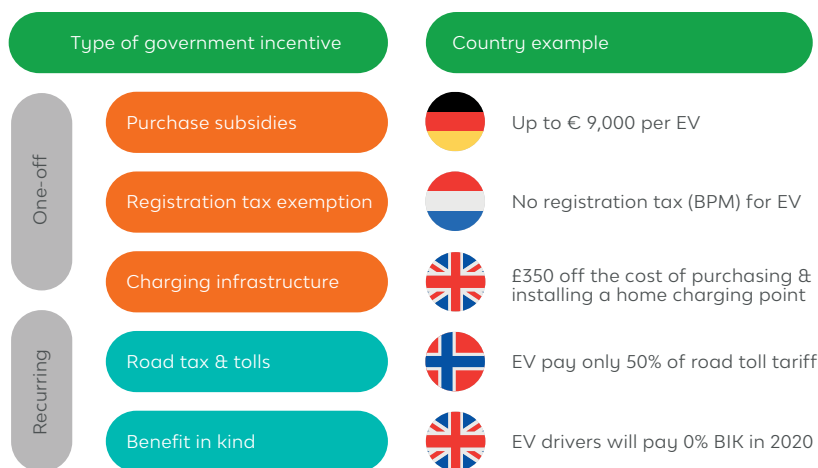 Type of government incentive
Country example
One-off
Purchase subsidies
Up to € 9,000 per EV
Registration tax exemption
No registration tax (BPM) for EV
Charging infrastructure
£350 off the cost of purchasing &
installing a home charging point
Recurring
Road tax & tolls
EV pay only 50% of road toll tariff
Benefit in kind
EV drivers will pay 0% BIK in 2020